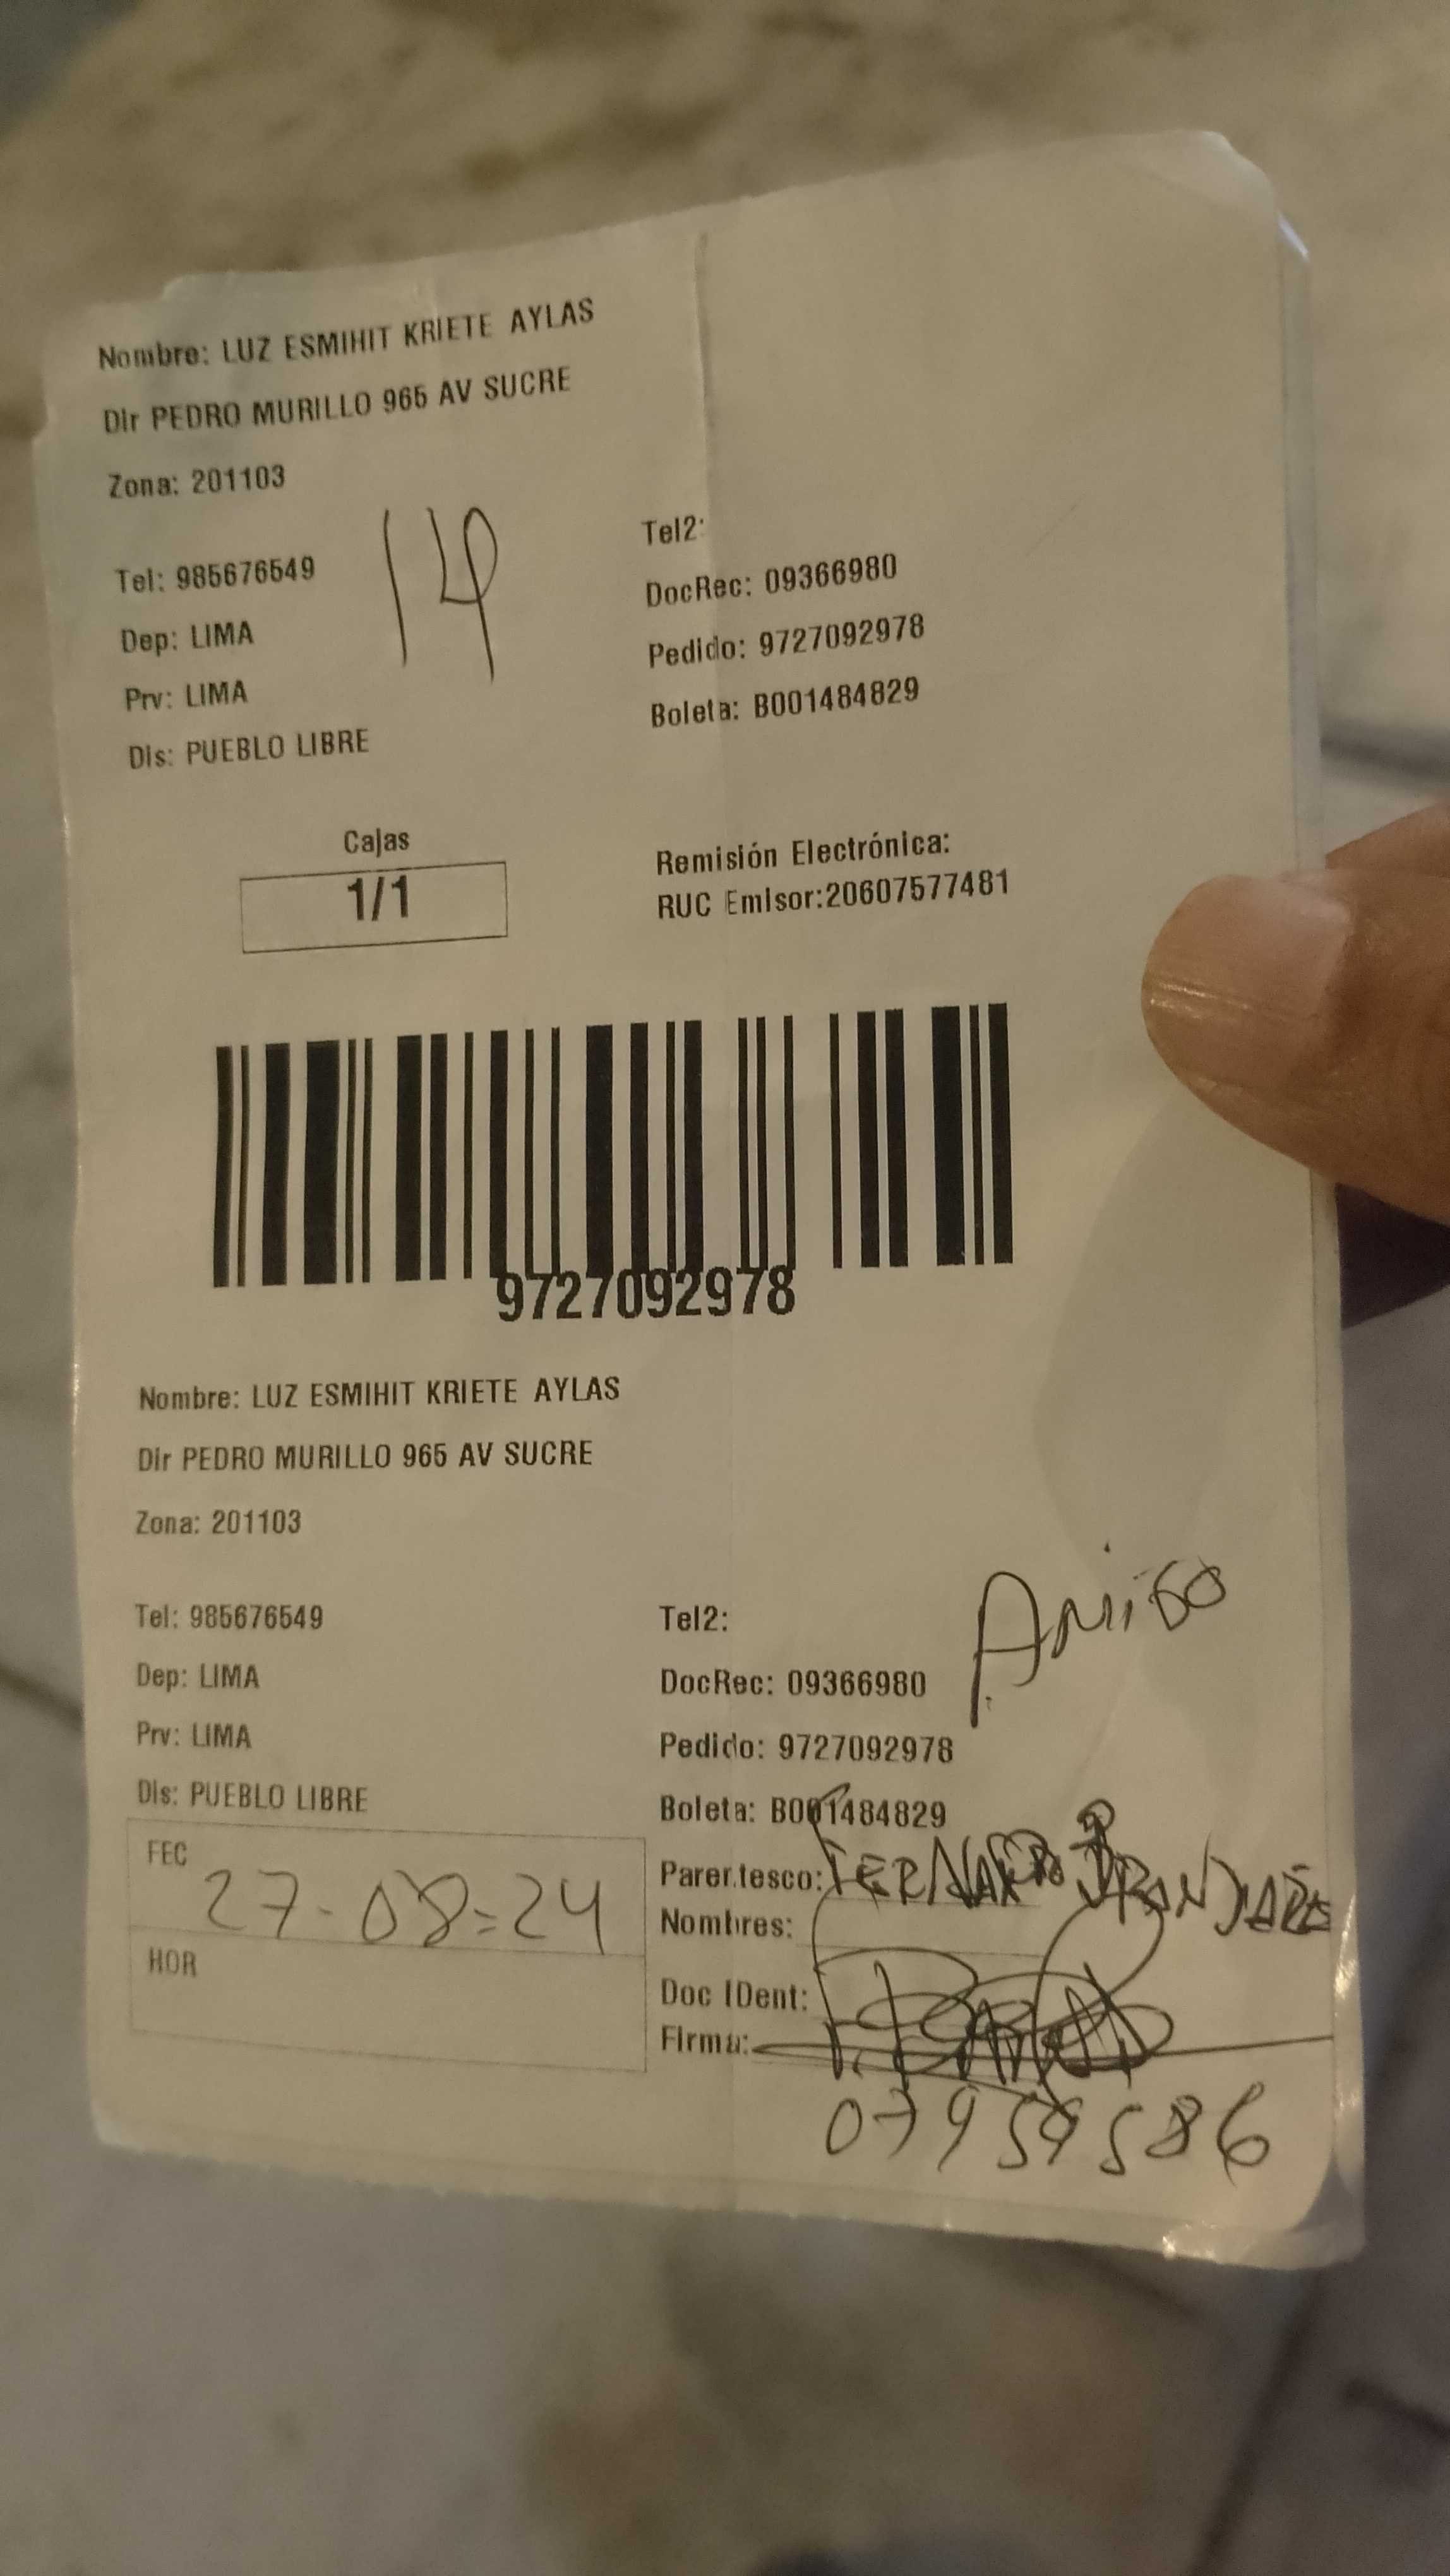 Nombre: LUZ ESMIHIT KRIETE AYLAS
Dir PEDRO MURILLO 965 AV SUCRE
Zona: 201103
14
Tel: 985676549
Tel2:
Dep: LIMA
DocRec: 09366980
Prv: LIMA
Pedido: 9727092978
Dis: PUEBLO LIBRE
Boleta: B001484829
Cajas
1/1
Remisión Electrónica:
RUC Emisor:20607577481
9727092978
Nombre: LUZ ESMIHIT KRIETE AYLAS
Dir PEDRO MURILLO 965 AV SUCRE
Zona: 201103
Amigo
Tel: 985676549
Tel2:
Dep: LIMA
DocRec: 09366980
Prv: LIMA
Pedido: 9727092978
Dis: PUEBLO LIBRE
Boleta: B001484829
FEC 27-08-24
Parentesco: FERNANDO
Nombres:
HOR
Doc IDent:
Firma:
07959586